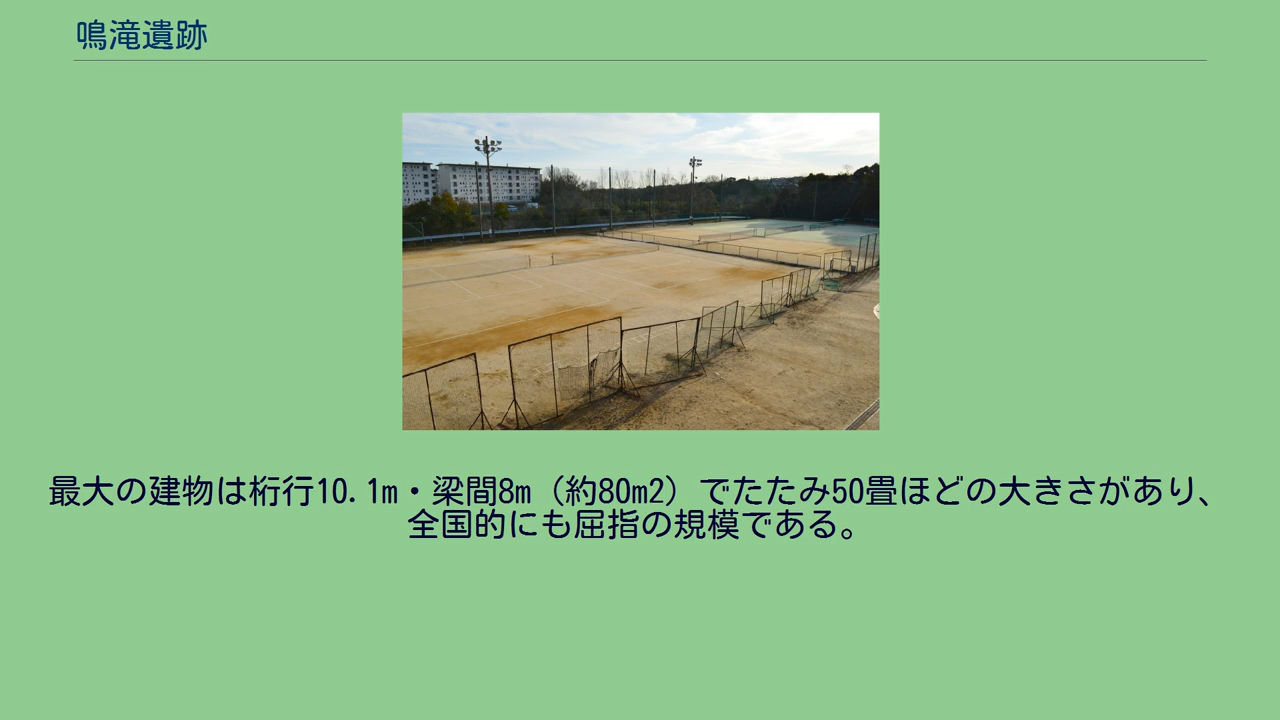 鳴滝遺跡
最大の建物は桁行10.1m・梁間8m（約80m2）でたたみ50畳ほどの大きさがあり、
全国的にも屈指の規模である。